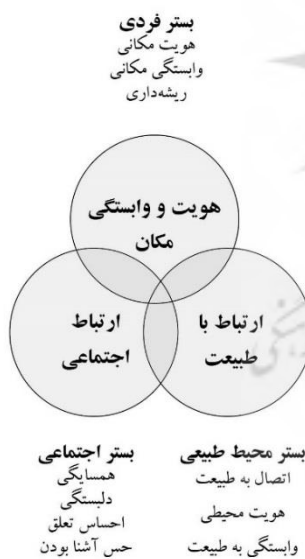 بستر فردی
هویت مکانی
وابستگی مکانی
ریشه‌داری
هویت و وابستگی
مکان
ارتباط با
طبیعت
ارتباط
اجتماعی
بستر محیط طبیعی
اتصال به طبیعت
هویت محیطی
وابستگی به طبیعت
بستر اجتماعی
همسایگی
دلبستگی
احساس تعلق
حس آشنا بودن